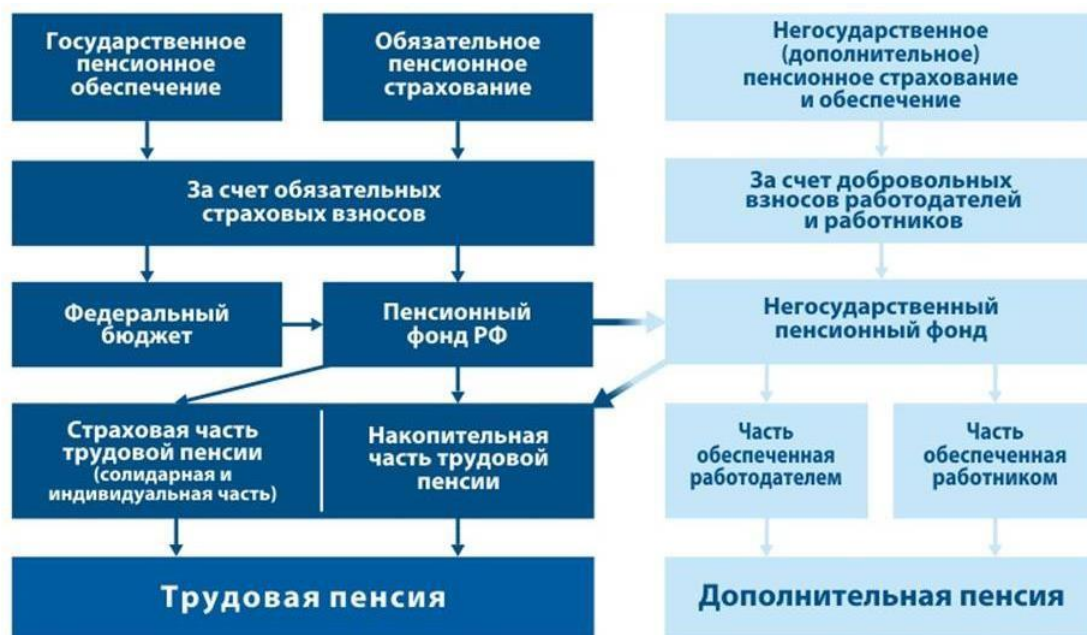 Государственное
пенсионное
обеспечение
Обязательное
пенсионное
страхование
Негосударственное
(дополнительное)
пенсионное страхование
и обеспечение
За счет обязательных
страховых взносов
За счет добровольных
взносов работодателей
и работников
Федеральный
бюджет
Пенсионный
фонд РФ
Негосударственный
пенсионный фонд
Страховая часть
трудовой пенсии
(солидарная и
индивидуальная часть)
Накопительная
часть трудовой
пенсии
Часть
обеспеченная
работодателем
Часть
обеспеченная
работником
Трудовая пенсия
Дополнительная пенсия